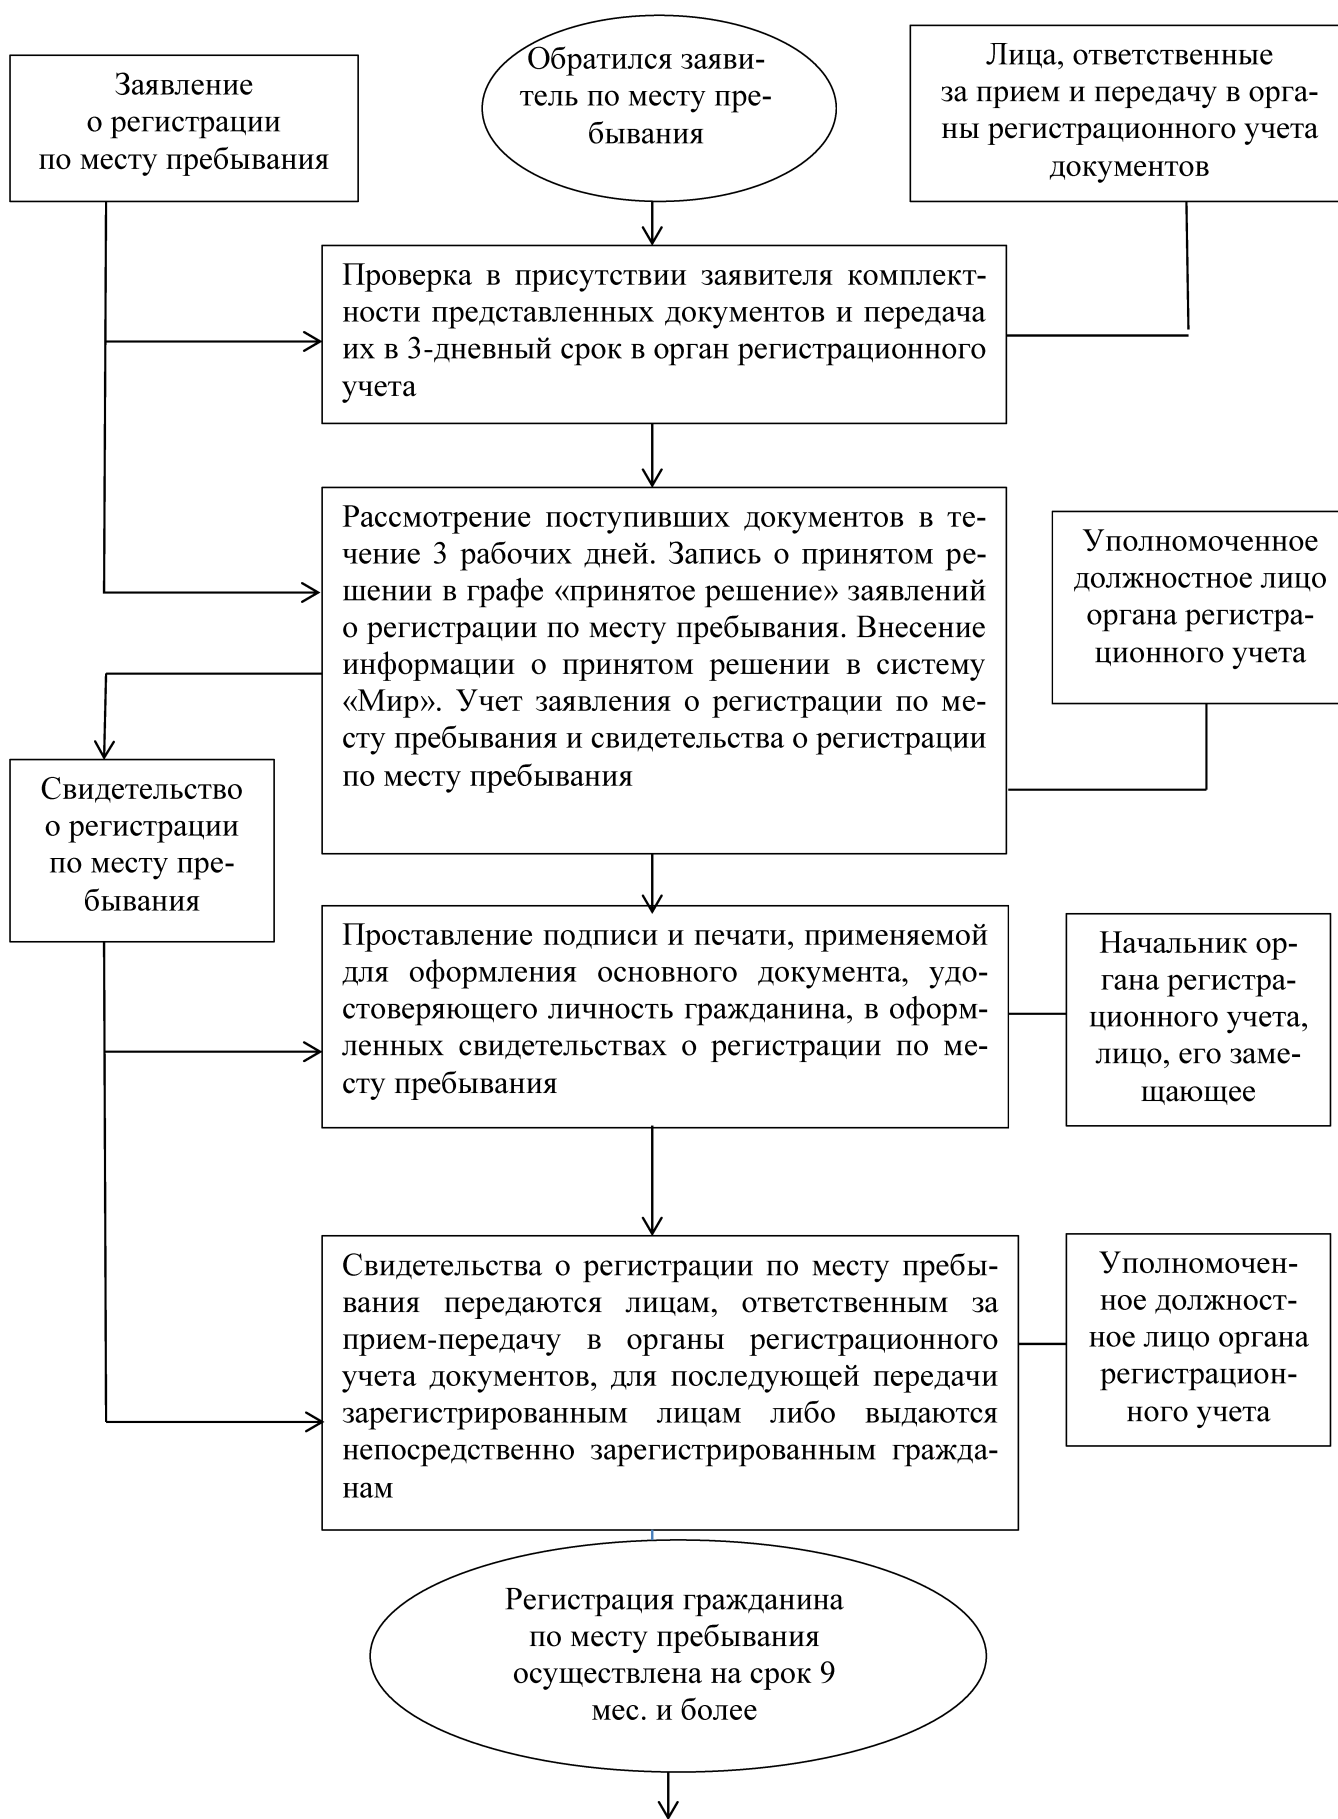 Заявление
о регистрации
по месту пребывания
Обратился заяви-
тель по месту пре-
бывания
Лица, ответственные
за прием и передачу в орга-
ны регистрационного учета
документов
Проверка в присутствии заявителя комплект-
ности представленных документов и передача
их в 3-дневный срок в орган регистрационного
учета
Рассмотрение поступивших документов в те-
чение 3 рабочих дней. Запись о принятом ре-
шении в графе «принятое решение» заявлений
о регистрации по месту пребывания. Внесение
информации о принятом решении в систему
«Мир». Учет заявления о регистрации по ме-
сту пребывания и свидетельства о регистрации
по месту пребывания
Уполномоченное
должностное лицо
органа регистра-
ционного учета
Свидетельство
о регистрации
по месту пре-
бывания
Проставление подписи и печати, применяемой
для оформления основного документа, удо-
стоверяющего личность гражданина, в оформ-
ленных свидетельствах о регистрации по ме-
сту пребывания
Начальник ор-
гана регистра-
ционного учета,
лицо, его заме-
щающее
Свидетельства о регистрации по месту пребы-
вания передаются лицам, ответственным за
прием-передачу в органы регистрационного
учета документов, для последующей передачи
зарегистрированным лицам либо выдаются
непосредственно зарегистрированным гражда-
нам
Уполномочен-
ное должност-
ное лицо органа
регистрацион-
ного учета
Регистрация гражданина
по месту пребывания
осуществлена на срок 9
мес. и более